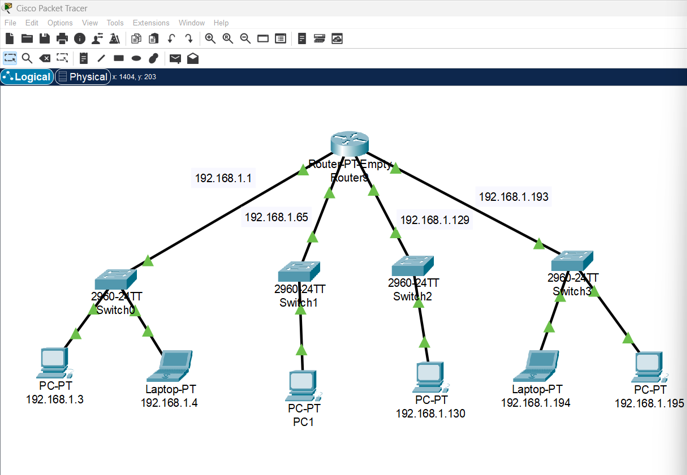 Cisco Packet Tracer
File Edit Options View Tools Extensions Window Help
Logical Physical x: 1404, y: 203
Router-PT-Empty
192.168.1.1
192.168.1.65
192.168.1.129
192.168.1.193
2960-24TT
Switch0
2960-24TT
Switch1
2960-24TT
Switch2
2960-24TT
Switch3
PC-PT
192.168.1.3
Laptop-PT
192.168.1.4
PC-PT
PC1
PC-PT
192.168.1.130
Laptop-PT
192.168.1.194
PC-PT
192.168.1.195